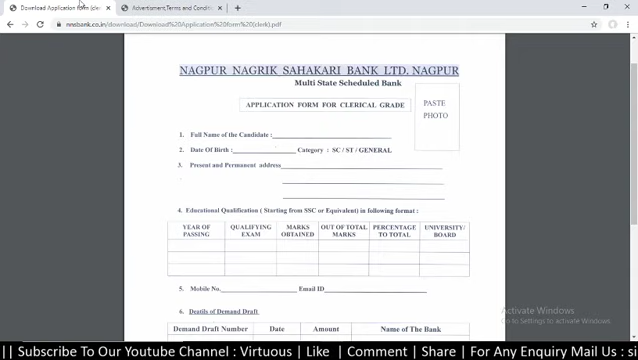 Download Application form (cler
Advertisment,Terms and Conditi
nnsbank.co.in/download/Download%20Application%20form%20(clerk).pdf
NAGPUR NAGRIK SAHAKARI BANK LTD. NAGPUR
Multi State Scheduled Bank
APPLICATION FORM FOR CLERICAL GRADE
PASTE
PHOTO
1. Full Name of the Candidate :
2. Date Of Birth : Category : SC / ST / GENERAL
3. Present and Permanent address
4. Educational Qualification ( Starting from SSC or Equivalent) in following format :
YEAR OF PASSING QUALIFYING EXAM MARKS OBTAINED OUT OF TOTAL MARKS PERCENTAGE TO TOTAL UNIVERSITY/ BOARD
5. Mobile No. Email ID
6. Deatils of Demand Draft
Demand Draft Number Date Amount Name of The Bank
Activate Windows
Go to Settings to activate Windows.
|| Subscribe To Our Youtube Channel : Virtuous | Like | Comment | Share | For Any Enquiry Mail Us : si